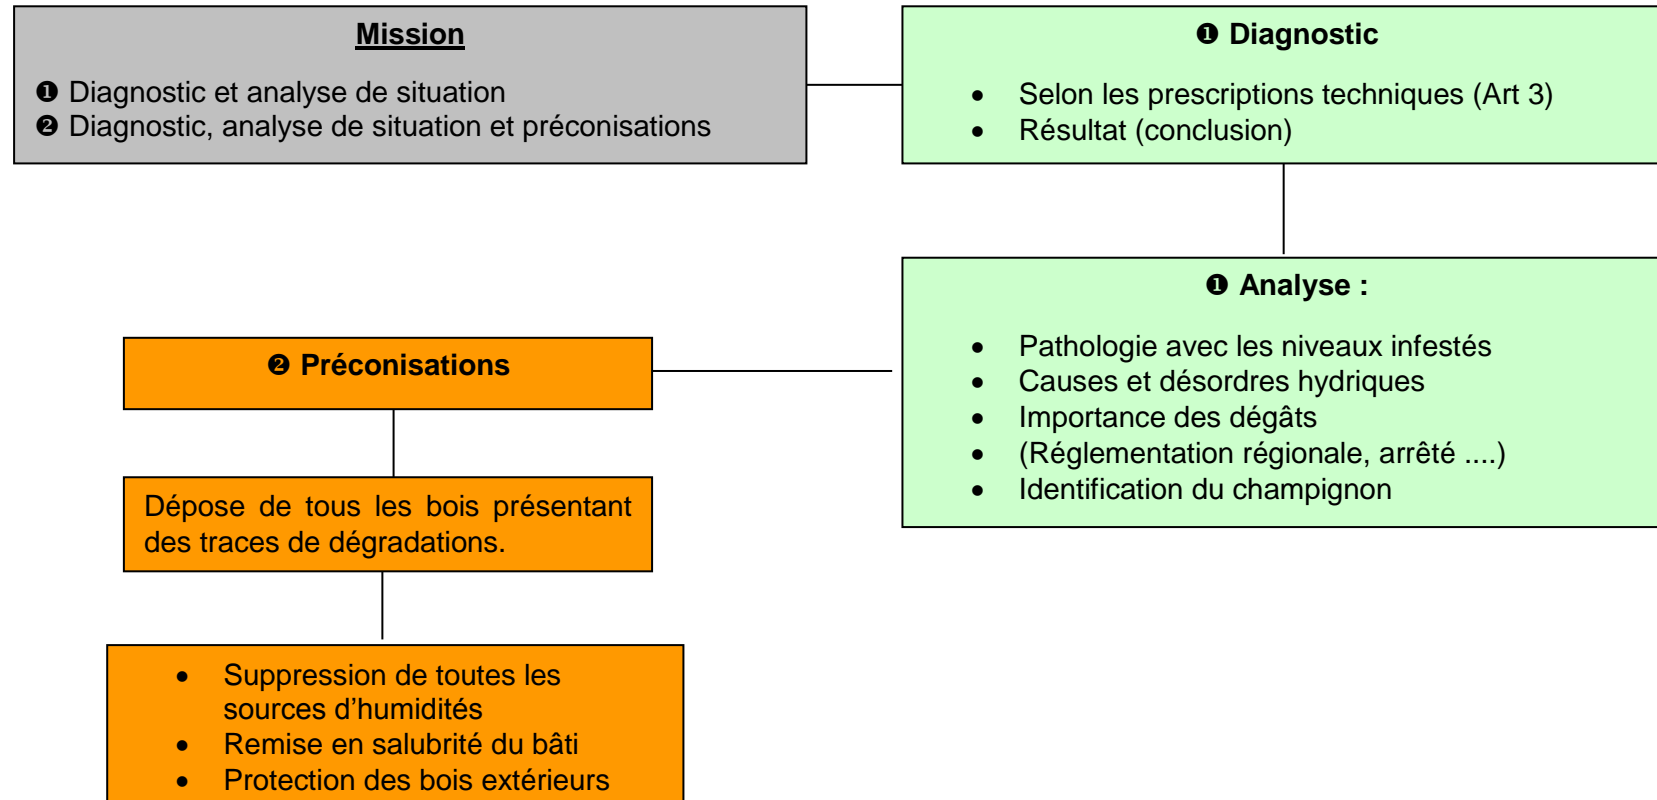 Mission
❶ Diagnostic et analyse de situation
❷ Diagnostic, analyse de situation et préconisations
❶ Diagnostic
• Selon les prescriptions techniques (Art 3)
• Résultat (conclusion)
❶ Analyse :
• Pathologie avec les niveaux infestés
• Causes et désordres hydriques
• Importance des dégâts
• (Réglementation régionale, arrêté ....)
• Identification du champignon
❷ Préconisations
Dépose de tous les bois présentant
des traces de dégradations.
• Suppression de toutes les
sources d’humidités
• Remise en salubrité du bâti
• Protection des bois extérieurs